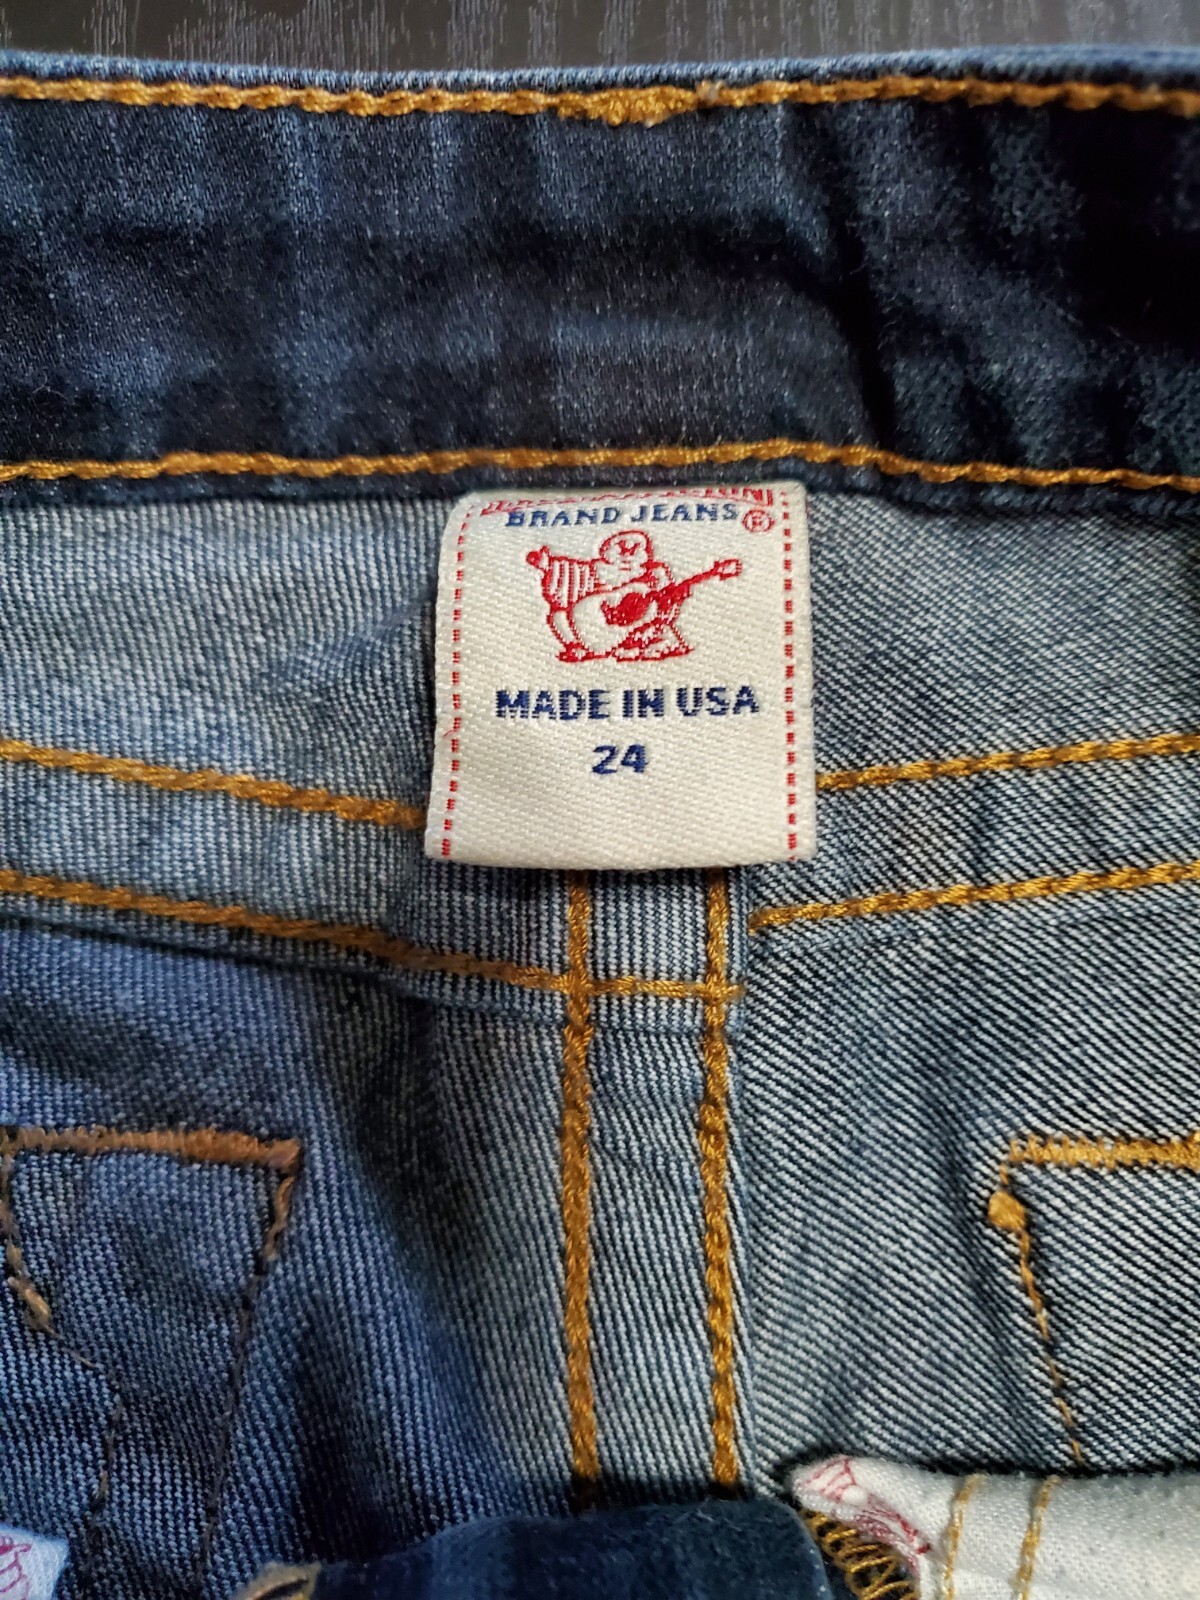 BRAND JEANS ®
MADE IN USA
24